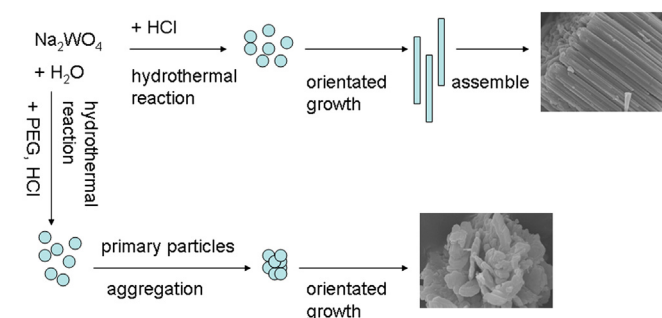 Na₂WO₄
+ H₂O
+ HCl
hydrothermal
reaction
orientated
growth
assemble
hydrothermal
reaction
+ PEG, HCl
primary particles
aggregation
orientated
growth